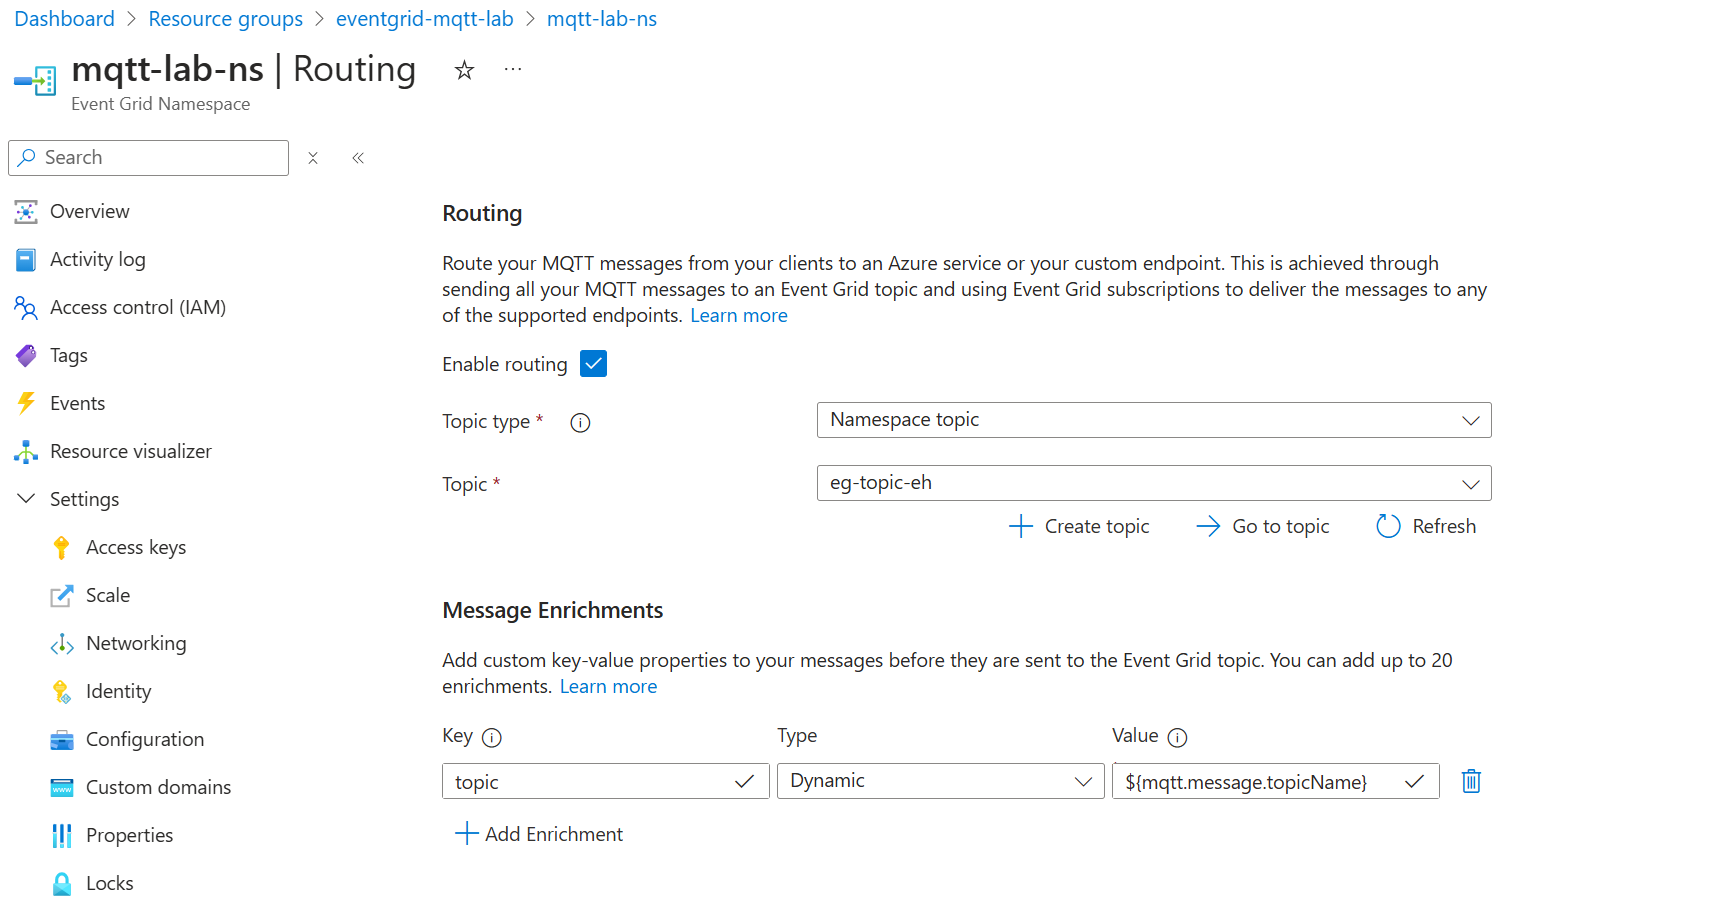 Dashboard > Resource groups > eventgrid-mqtt-lab > mqtt-lab-ns
mqtt-lab-ns | Routing
Event Grid Namespace
Search
Overview
Activity log
Access control (IAM)
Tags
Events
Resource visualizer
Settings
Access keys
Scale
Networking
Identity
Configuration
Custom domains
Properties
Locks
Routing
Route your MQTT messages from your clients to an Azure service or your custom endpoint. This is achieved through
sending all your MQTT messages to an Event Grid topic and using Event Grid subscriptions to deliver the messages to any
of the supported endpoints. Learn more
Enable routing
Topic type * Namespace topic
Topic * eg-topic-eh
Create topic Go to topic Refresh
Message Enrichments
Add custom key-value properties to your messages before they are sent to the Event Grid topic. You can add up to 20
enrichments. Learn more
Key Type Value
topic Dynamic ${mqtt.message.topicName}
Add Enrichment